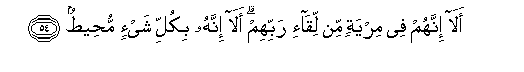 أَلَآ إِنَّهُمْ فِى مِرْيَةٍ مِّن لِّقَآءِ رَبِّهِمْ ۗ أَلَآ إِنَّهُۥ بِكُلِّ شَىْءٍ مُّحِيطٌۢ ﴿٥٤﴾